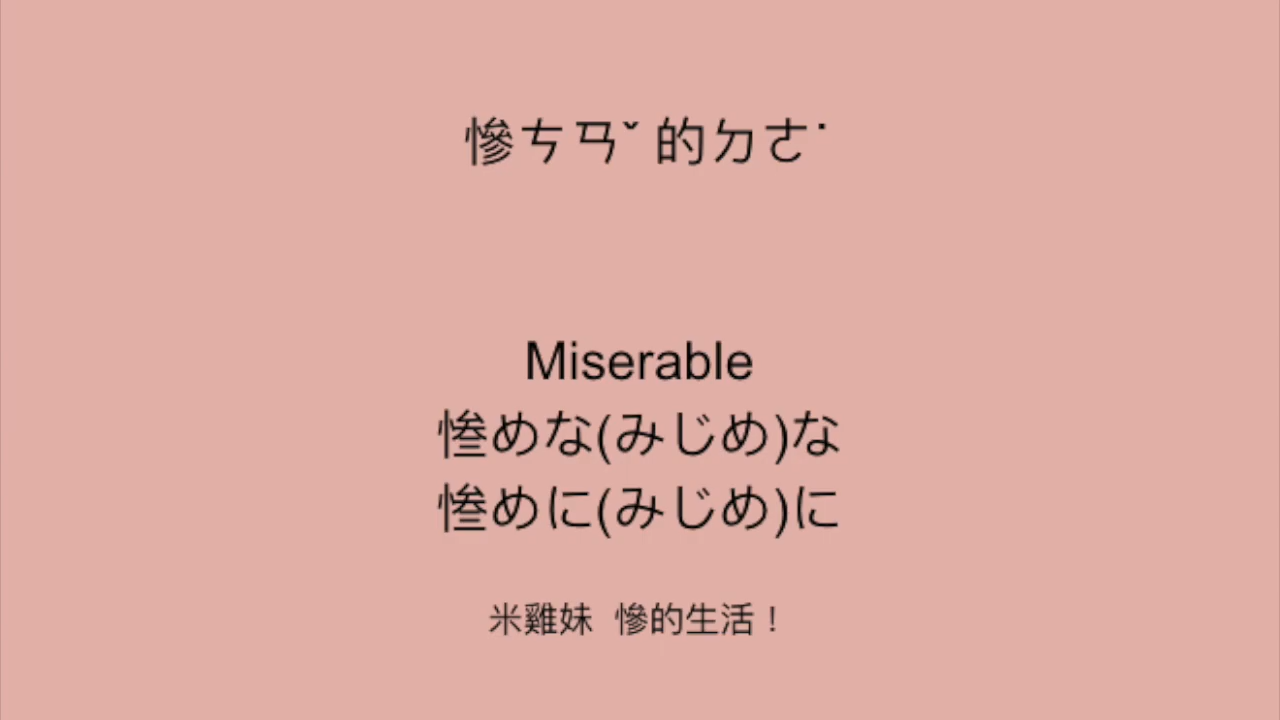 慘ㄘㄢˇ 的ㄉㄜ˙
Miserable
惨めな(みじめ)な
惨めに(みじめ)に
米雞妹 慘的生活！